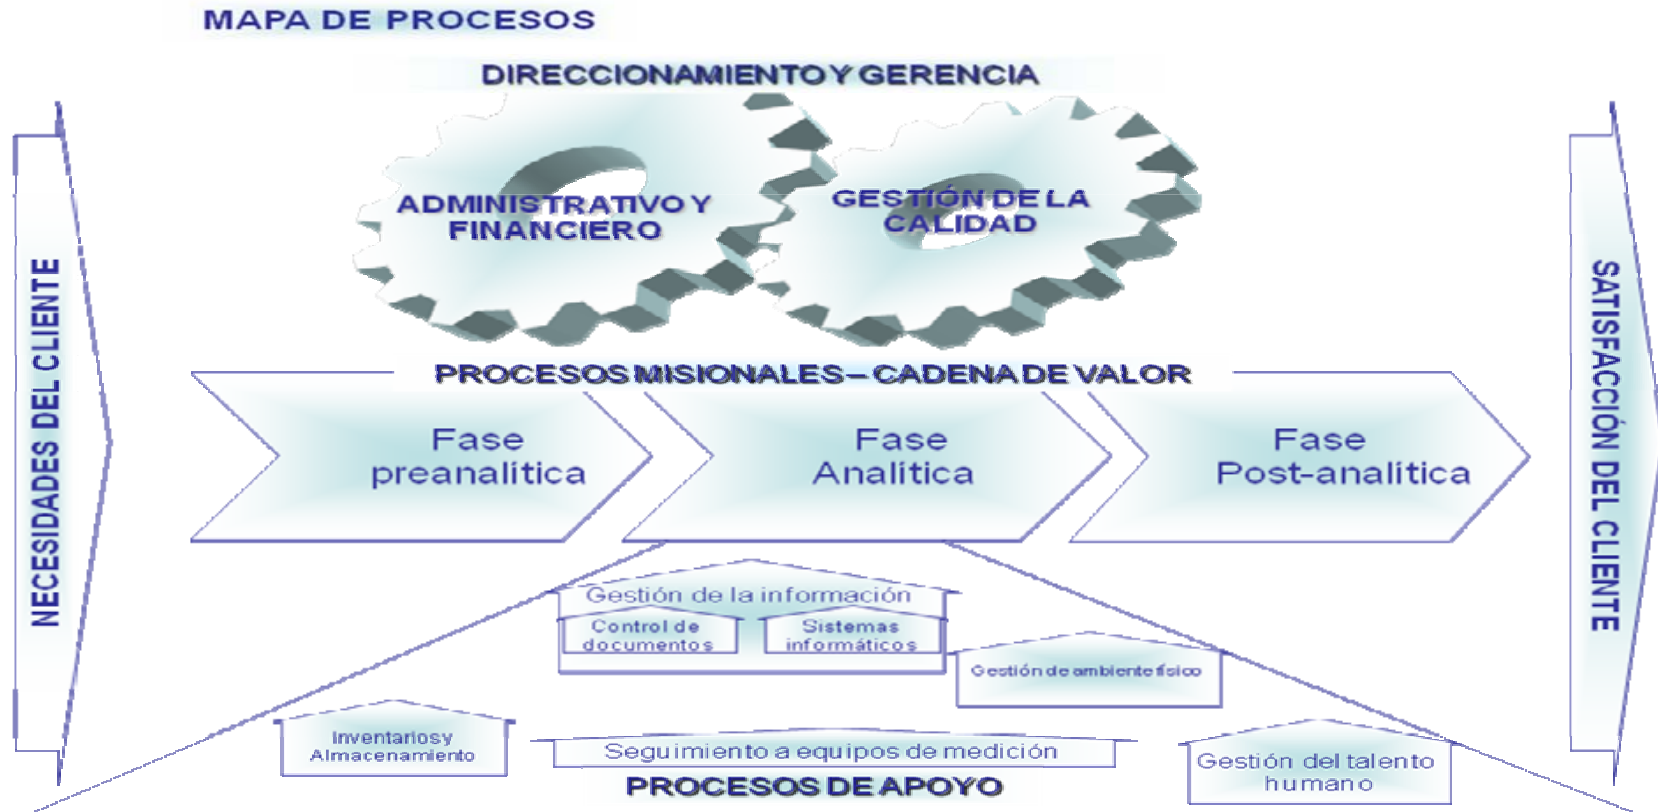 MAPA DE PROCESOS
DIRECCIONAMIENTO Y GERENCIA
ADMINISTRATIVO Y
FINANCIERO
GESTIÓN DE LA
CALIDAD
NECESIDADES DEL CLIENTE
SATISFACCIÓN DEL CLIENTE
PROCESOS MISIONALES – CADENA DE VALOR
Fase
preanalítica
Fase
Analítica
Fase
Post-analítica
Gestión de la información
Control de
documentos
Sistemas
informáticos
Gestión de ambiente físico
Inventarios y
Almacenamiento
Seguimiento a equipos de medición
Gestión del talento
humano
PROCESOS DE APOYO